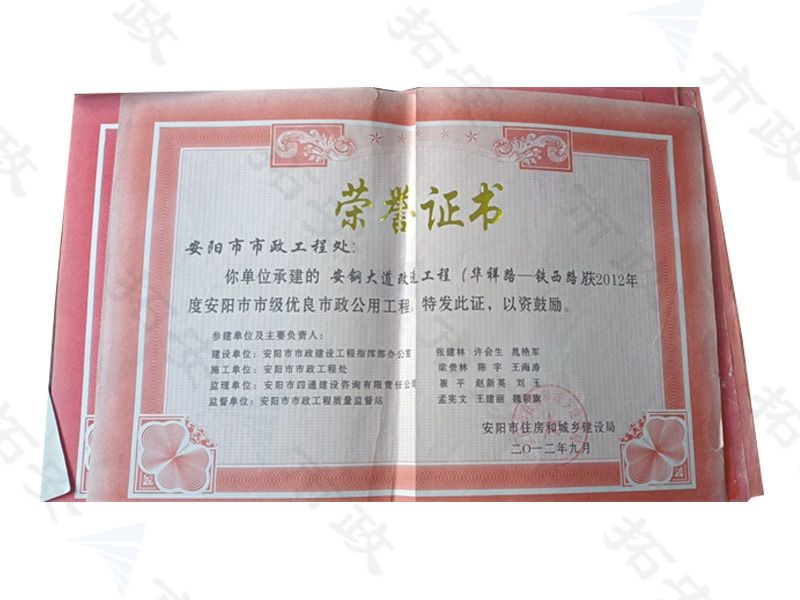 荣誉证书
安阳市市政工程处：
你单位承建的 安钢大道改造工程（华祥路—铁西路）获2012年
度安阳市市级优良市政公用工程。特发此证，以资鼓励。
参建单位及主要负责人：
建设单位：安阳市市政建设工程指挥部办公室 张建林 许会生 晁艳军
施工单位：安阳市市政工程处 梁贵林 陈宇 王海涛
监理单位：安阳市四通建设咨询有限责任公司 崔平 赵新英 刘玉
监督单位：安阳市市政工程质量监督站 孟宪文 王建丽 魏颖旗
安阳市住房和城乡建设局
二〇一二年九月